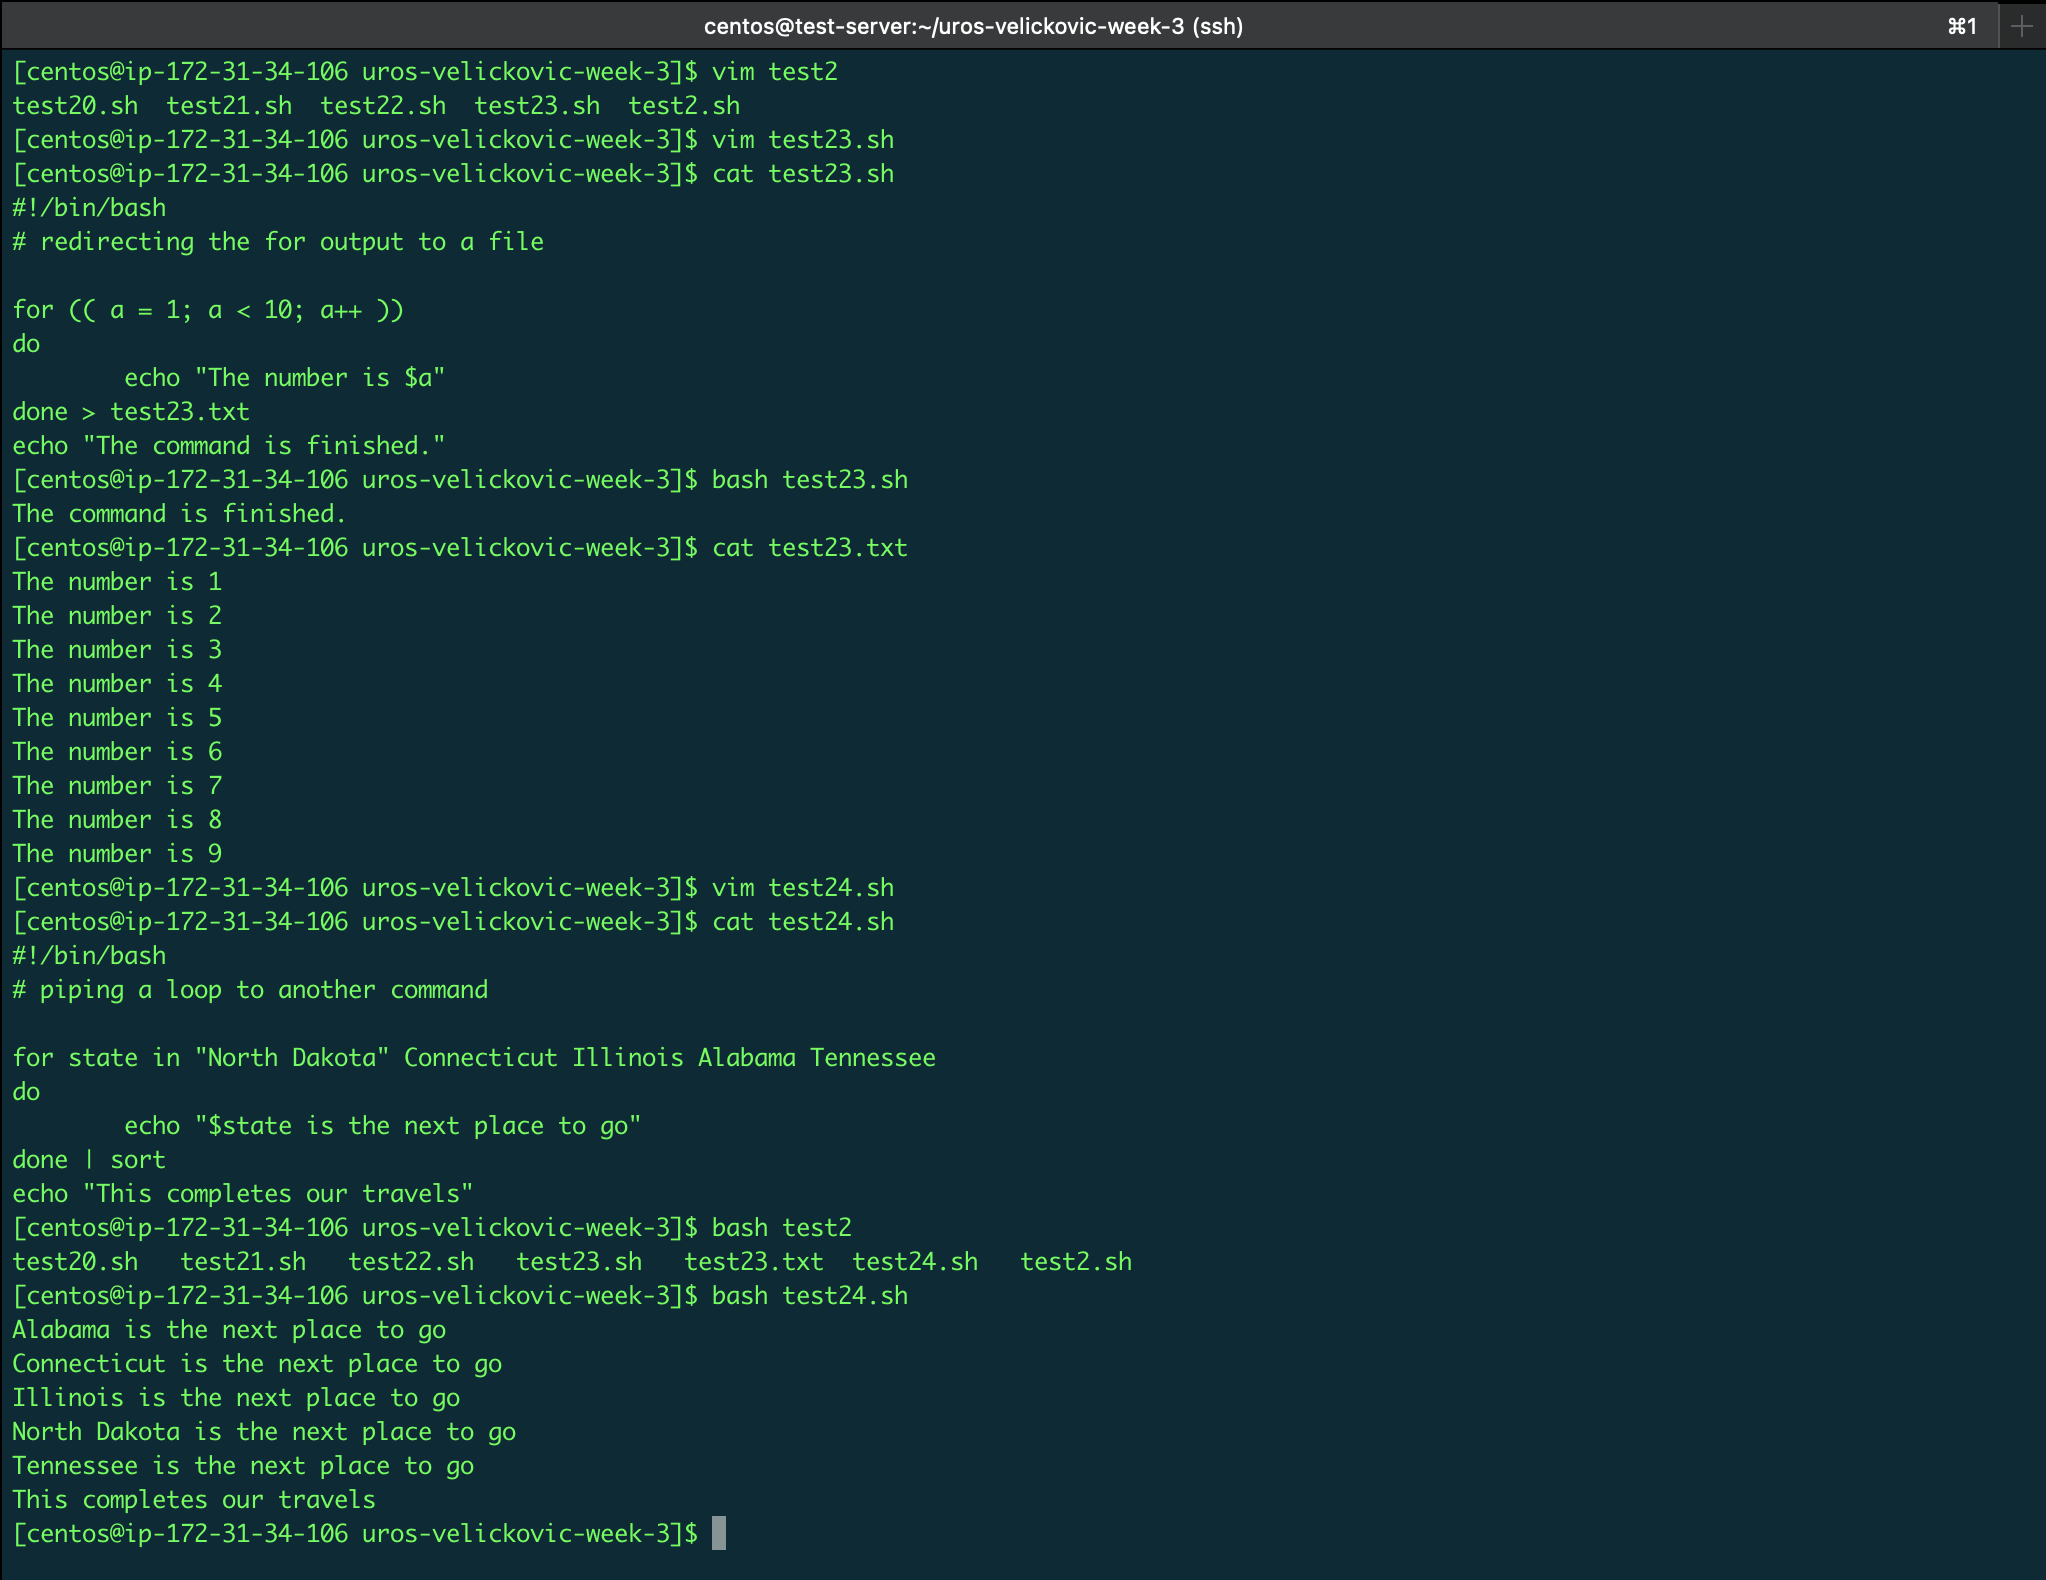 centos@test-server:~/uros-velickovic-week-3 (ssh) ⌘1 +
[centos@ip-172-31-34-106 uros-velickovic-week-3]$ vim test2
test20.sh  test21.sh  test22.sh  test23.sh  test2.sh
[centos@ip-172-31-34-106 uros-velickovic-week-3]$ vim test23.sh
[centos@ip-172-31-34-106 uros-velickovic-week-3]$ cat test23.sh
#!/bin/bash
# redirecting the for output to a file

for (( a = 1; a < 10; a++ ))
do
        echo "The number is $a"
done > test23.txt
echo "The command is finished."
[centos@ip-172-31-34-106 uros-velickovic-week-3]$ bash test23.sh
The command is finished.
[centos@ip-172-31-34-106 uros-velickovic-week-3]$ cat test23.txt
The number is 1
The number is 2
The number is 3
The number is 4
The number is 5
The number is 6
The number is 7
The number is 8
The number is 9
[centos@ip-172-31-34-106 uros-velickovic-week-3]$ vim test24.sh
[centos@ip-172-31-34-106 uros-velickovic-week-3]$ cat test24.sh
#!/bin/bash
# piping a loop to another command

for state in "North Dakota" Connecticut Illinois Alabama Tennessee
do
        echo "$state is the next place to go"
done | sort
echo "This completes our travels"
[centos@ip-172-31-34-106 uros-velickovic-week-3]$ bash test2
test20.sh   test21.sh   test22.sh   test23.sh   test23.txt  test24.sh   test2.sh
[centos@ip-172-31-34-106 uros-velickovic-week-3]$ bash test24.sh
Alabama is the next place to go
Connecticut is the next place to go
Illinois is the next place to go
North Dakota is the next place to go
Tennessee is the next place to go
This completes our travels
[centos@ip-172-31-34-106 uros-velickovic-week-3]$